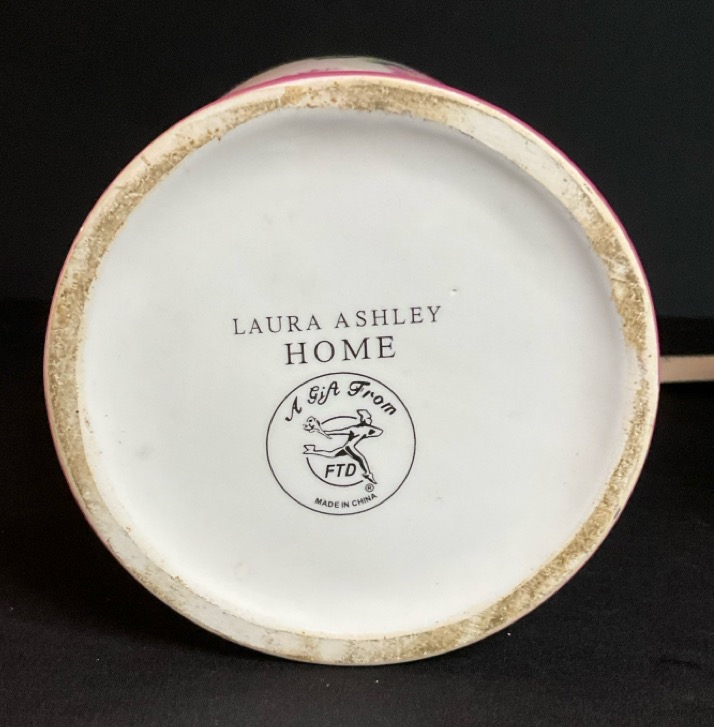 LAURA ASHLEY
HOME
A Gift From
FTD
®
MADE IN CHINA